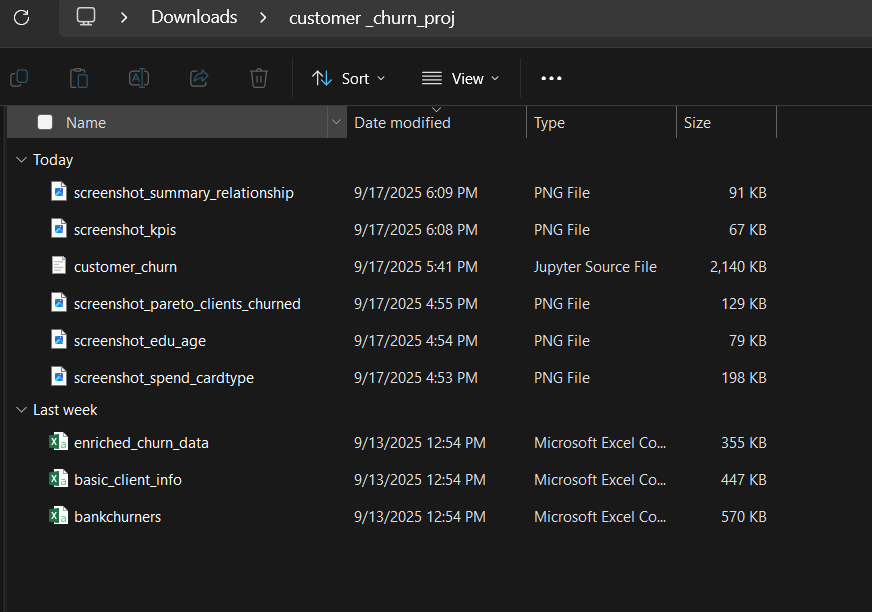 Downloads > customer _churn_proj
Sort View
Name Date modified Type Size
Today
screenshot_summary_relationship 9/17/2025 6:09 PM PNG File 91 KB
screenshot_kpis 9/17/2025 6:08 PM PNG File 67 KB
customer_churn 9/17/2025 5:41 PM Jupyter Source File 2,140 KB
screenshot_pareto_clients_churned 9/17/2025 4:55 PM PNG File 129 KB
screenshot_edu_age 9/17/2025 4:54 PM PNG File 79 KB
screenshot_spend_cardtype 9/17/2025 4:53 PM PNG File 198 KB
Last week
enriched_churn_data 9/13/2025 12:54 PM Microsoft Excel Co... 355 KB
basic_client_info 9/13/2025 12:54 PM Microsoft Excel Co... 447 KB
bankchurners 9/13/2025 12:54 PM Microsoft Excel Co... 570 KB